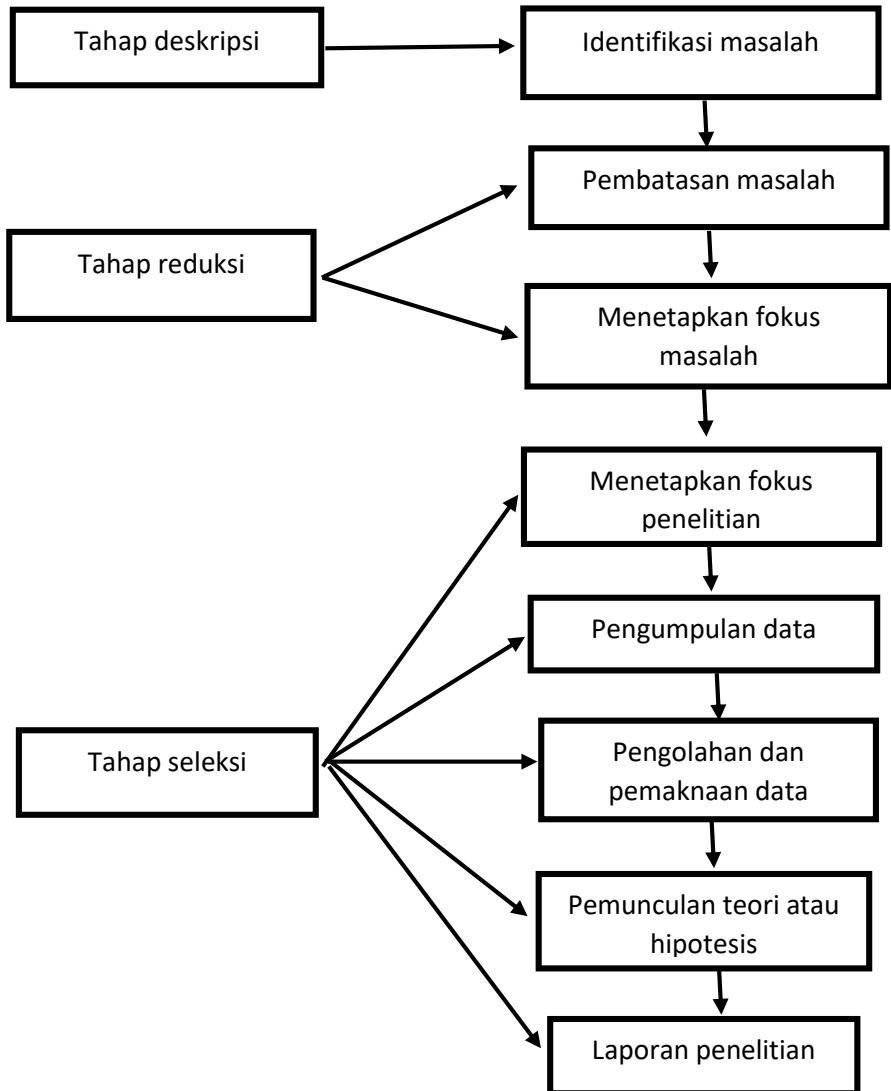 Tahap deskripsi
Identifikasi masalah
Pembatasan masalah
Tahap reduksi
Menetapkan fokus
masalah
Menetapkan fokus
penelitian
Pengumpulan data
Tahap seleksi
Pengolahan dan
pemaknaan data
Pemunculan teori atau
hipotesis
Laporan penelitian